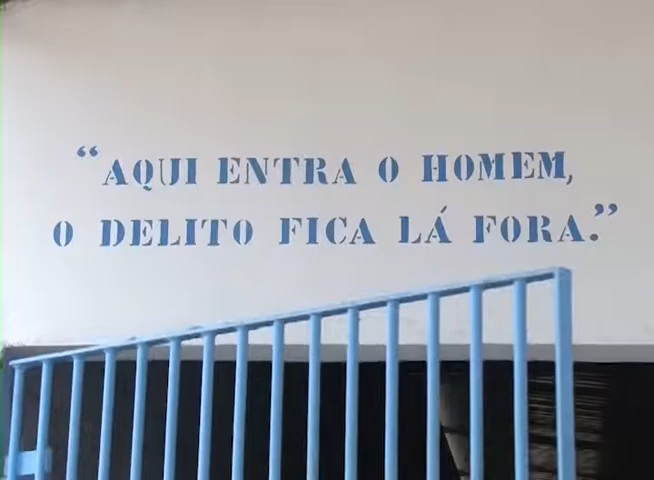 “AQUI ENTRA O HOMEM,
O DELITO FICA LÁ FORA.”